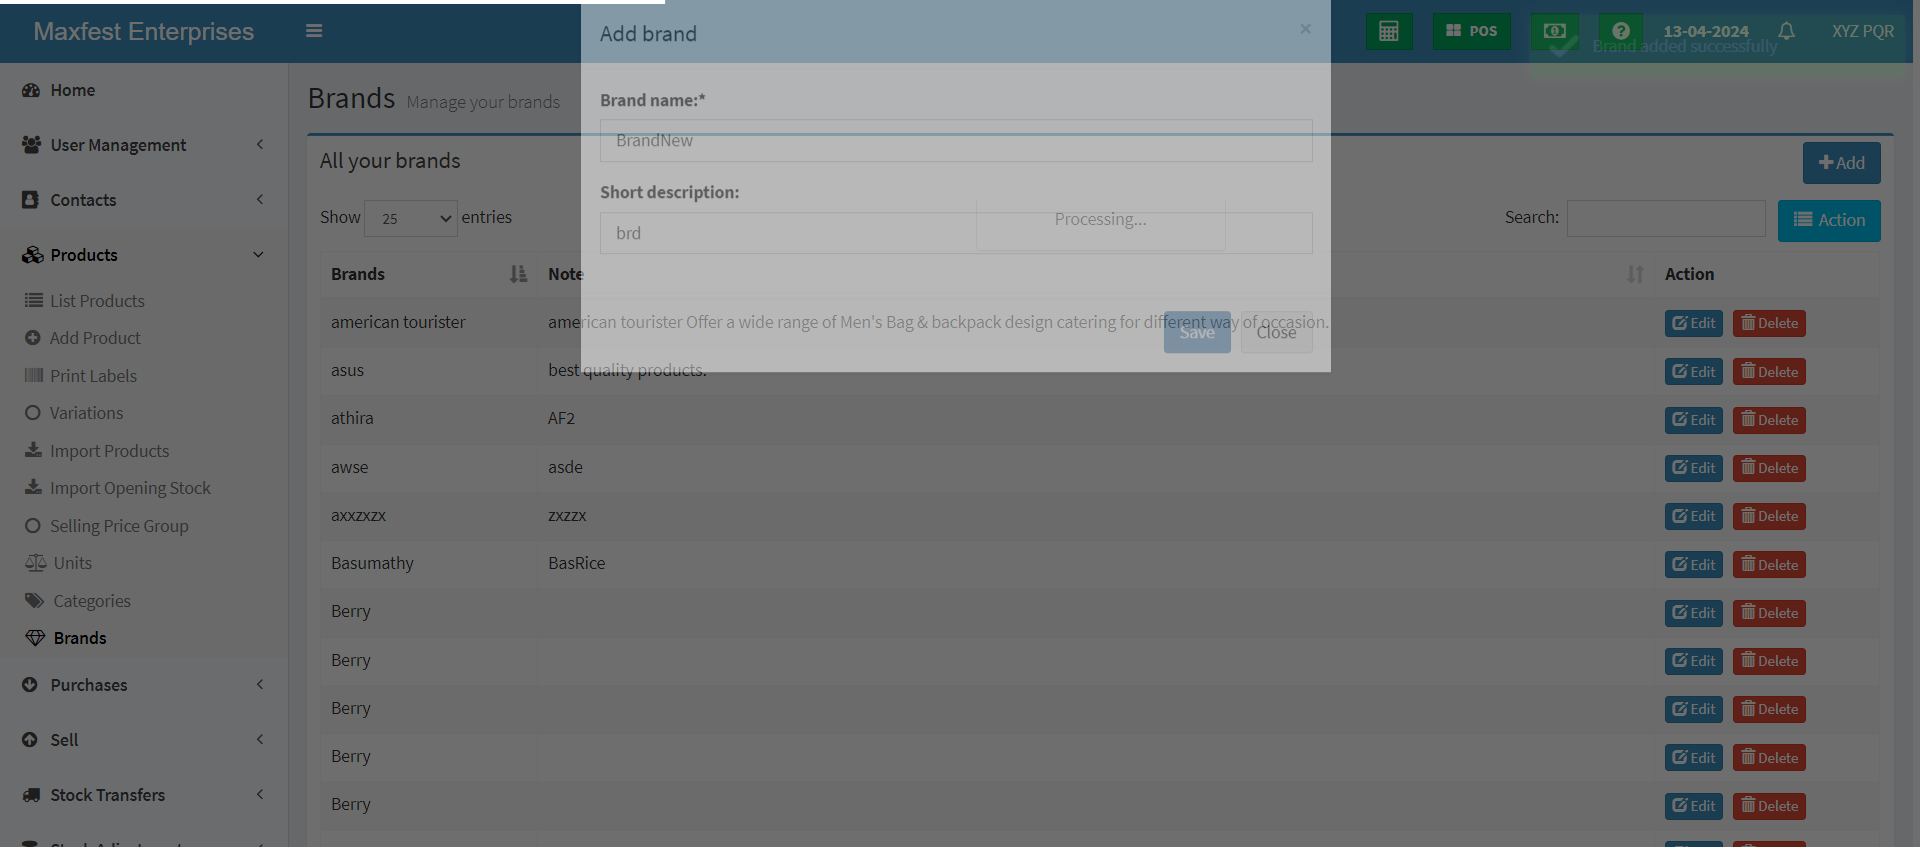 Maxfest Enterprises
POS
13-04-2024
XYZ PQR
Brand added successfully
Add brand
×
Brand name:*
BrandNew
Short description:
brd
Processing...
Save
Close
Home
User Management
Contacts
Products
List Products
Add Product
Print Labels
Variations
Import Products
Import Opening Stock
Selling Price Group
Units
Categories
Brands
Purchases
Sell
Stock Transfers
Brands Manage your brands
All your brands
Add
Show 25 entries
Search:
Action
Brands Note Action
american tourister american tourister Offer a wide range of Men's Bag & backpack design catering for different way of occasion. Edit Delete
asus best quality products. Edit Delete
athira AF2 Edit Delete
awse asde Edit Delete
axxzxzx zxzzx Edit Delete
Basumathy BasRice Edit Delete
Berry Edit Delete
Berry Edit Delete
Berry Edit Delete
Berry Edit Delete
Berry Edit Delete